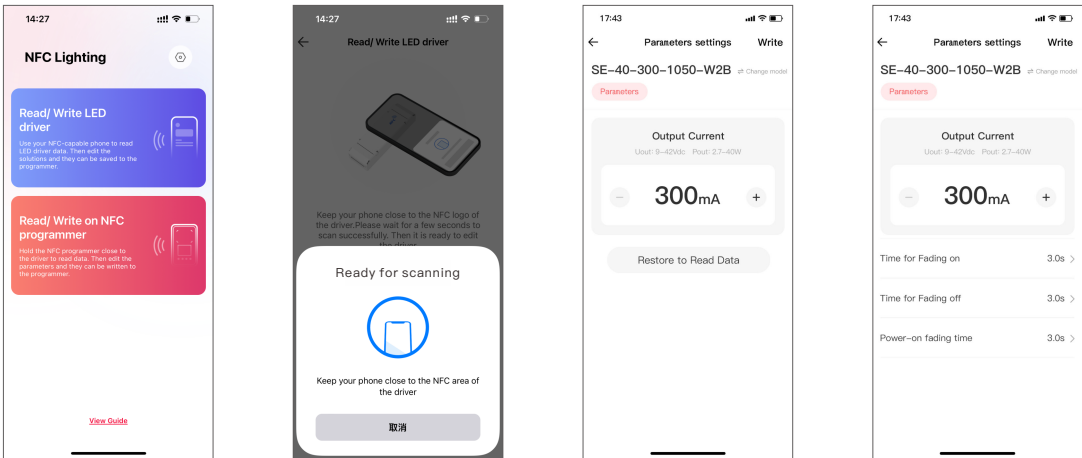 14:27
NFC Lighting
Read/ Write LED
driver
Use your NFC-capable phone to read
LED driver data. Then edit the
solutions and they can be saved to the
programmer.
Read/ Write on NFC
programmer
Hold the NFC programmer close to
the driver to read data. Then edit the
parameters and they can be written to
the programmer.
View Guide
14:27
Read/ Write LED driver
Keep your phone close to the NFC logo of
the driver.Please wait for a few seconds to
scan successfully. Then it is ready to edit
the driver
Ready for scanning
Keep your phone close to the NFC area of
the driver
取消
17:43
Parameters settings Write
SE-40-300-1050-W2B ⇄ Change model
Parameters
Output Current
Uout: 9-42Vdc Pout: 2.7-40W
− 300mA +
Restore to Read Data
17:43
Parameters settings Write
SE-40-300-1050-W2B ⇄ Change model
Parameters
Output Current
Uout: 9-42Vdc Pout: 2.7-40W
− 300mA +
Time for Fading on 3.0s >
Time for Fading off 3.0s >
Power-on fading time 3.0s >